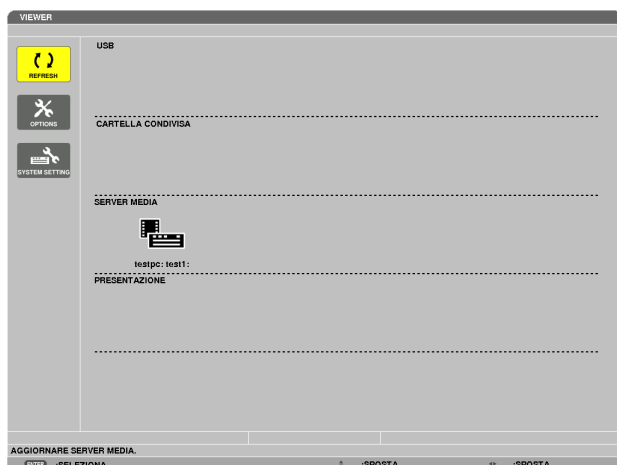 VIEWER
USB
REFRESH
OPTIONS
CARTELLA CONDIVISA
SYSTEM SETTING
SERVER MEDIA
testpc: test1:
PRESENTAZIONE
AGGIORNARE SERVER MEDIA.
ENTER :SELEZIONA :SPOSTA :SPOSTA